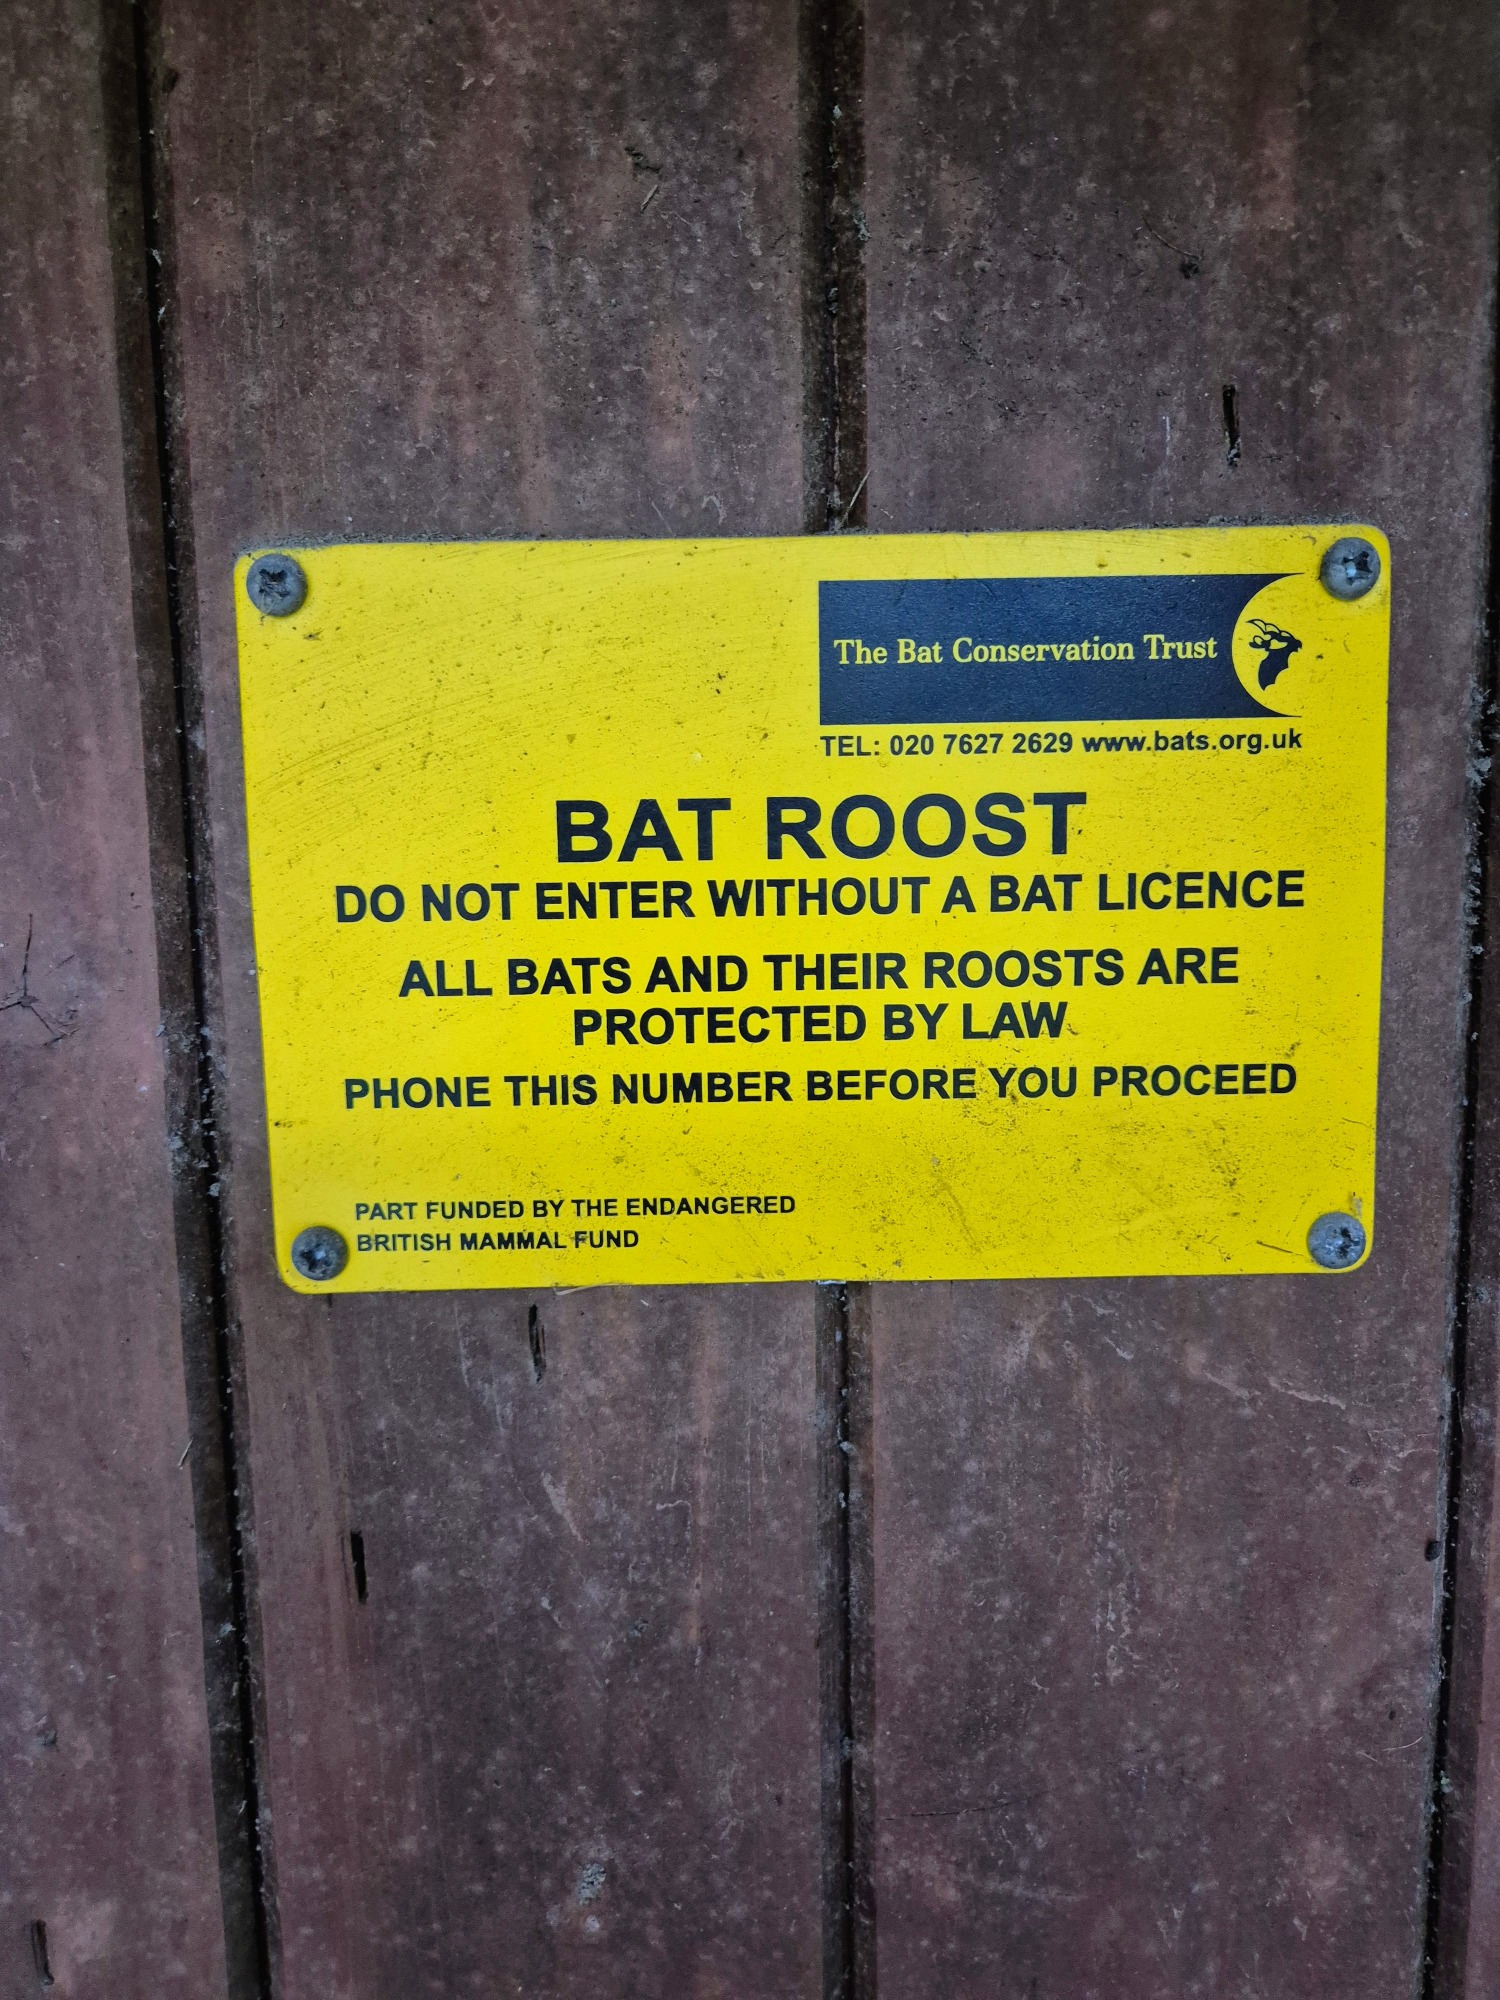 The Bat Conservation Trust
TEL: 020 7627 2629 www.bats.org.uk
BAT ROOST
DO NOT ENTER WITHOUT A BAT LICENCE
ALL BATS AND THEIR ROOSTS ARE
PROTECTED BY LAW
PHONE THIS NUMBER BEFORE YOU PROCEED
PART FUNDED BY THE ENDANGERED
BRITISH MAMMAL FUND